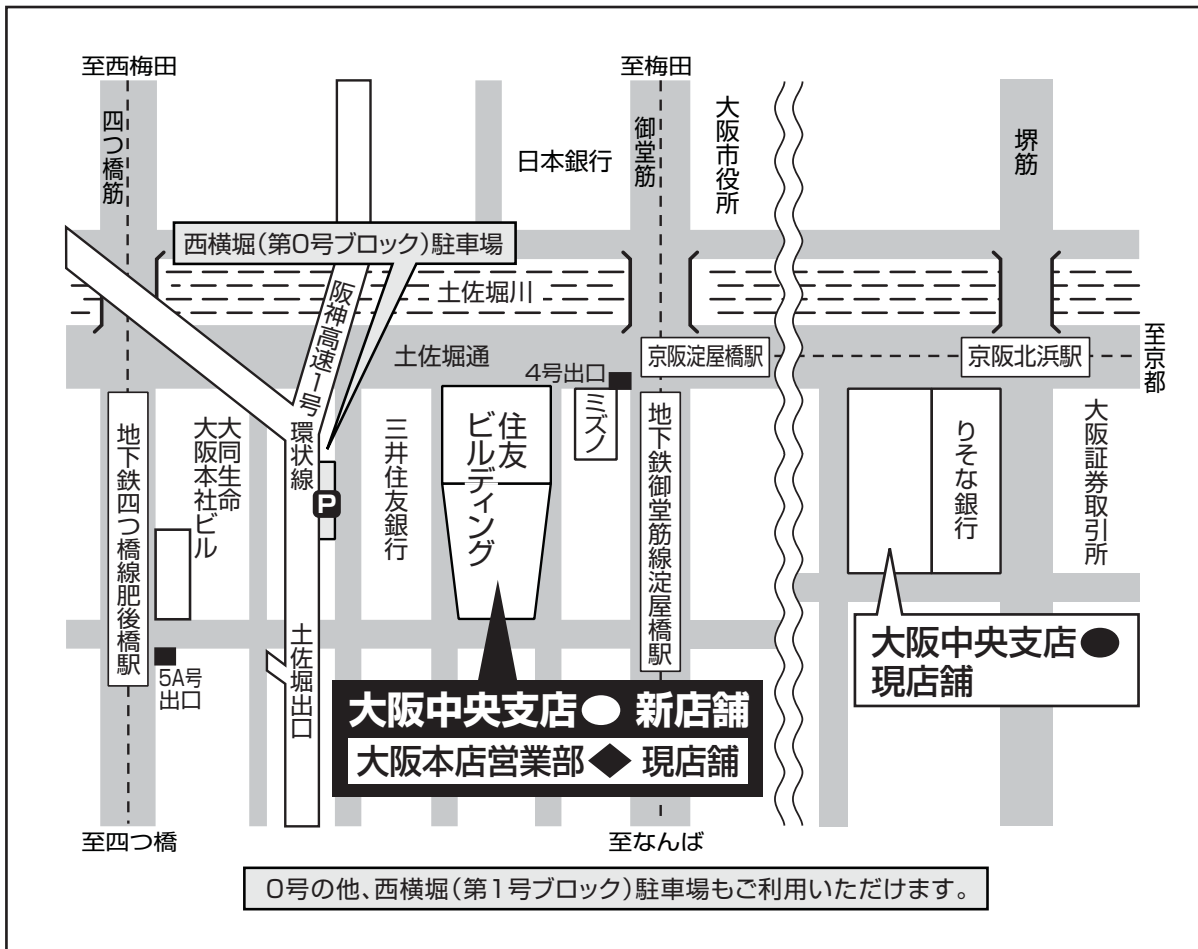 至西梅田
至梅田
四つ橋筋
日本銀行
御堂筋
大阪市役所
堺筋
西横堀（第0号ブロック）駐車場
土佐堀川
阪神高速1号
環状線
土佐堀通
4号出口
京阪淀屋橋駅
京阪北浜駅
至京都
地下鉄四つ橋線肥後橋駅
大同生命
大阪本社ビル
P
三井住友銀行
住友
ビルディング
ミズノ
地下鉄御堂筋線淀屋橋駅
りそな銀行
大阪証券取引所
5A号
出口
土佐堀出口
大阪中央支店● 
現店舗
大阪中央支店● 新店舗
大阪本店営業部◆ 現店舗
至四つ橋
至なんば
0号の他、西横堀（第1号ブロック）駐車場もご利用いただけます。